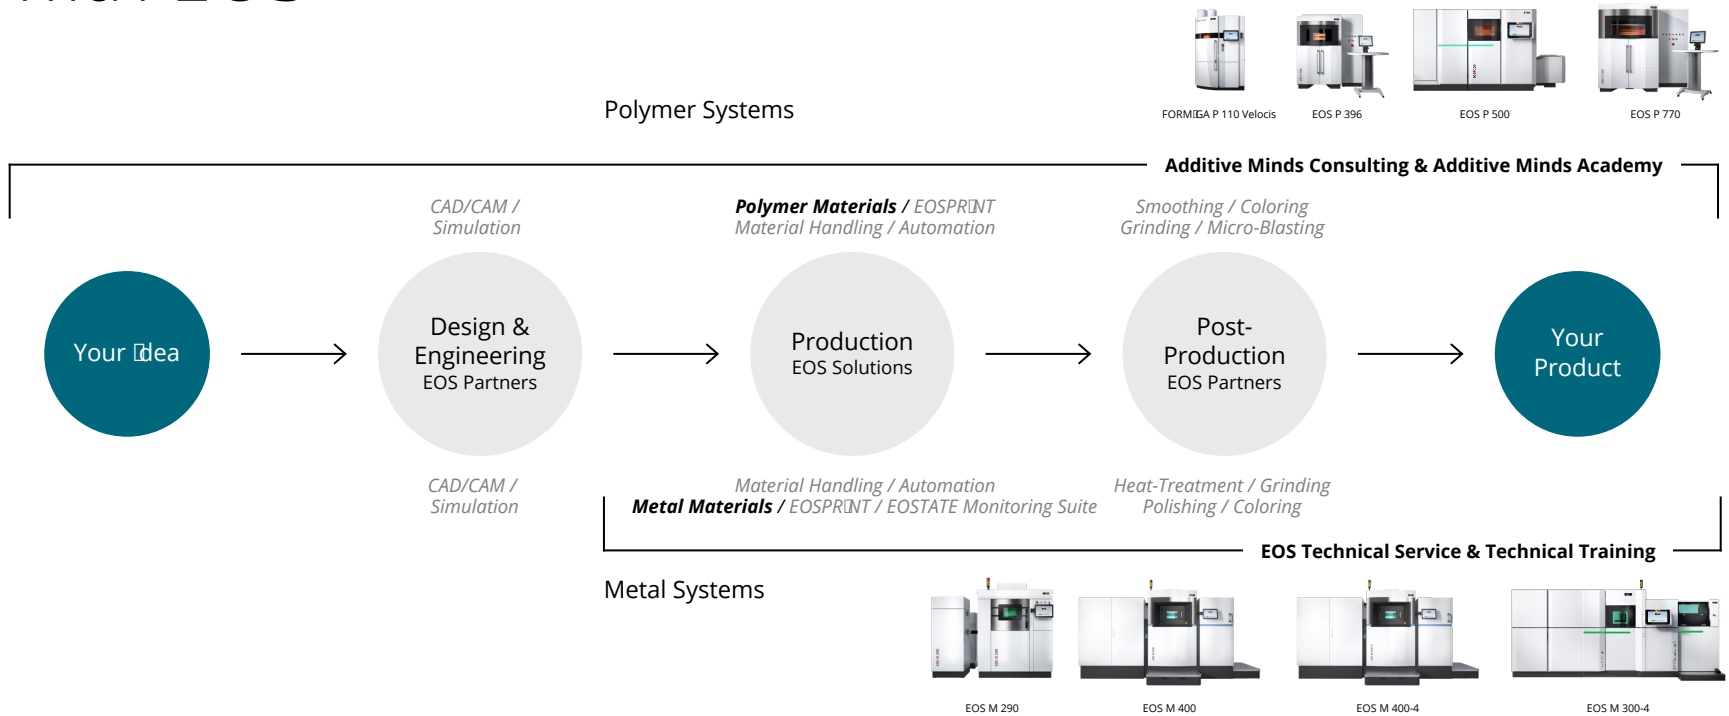 with EOS
Polymer Systems
FORMIGA P 110 Velocis
EOS P 396
EOS P 500
EOS P 770
Additive Minds Consulting & Additive Minds Academy
CAD/CAM /
Simulation
Polymer Materials / EOSPRINT
Material Handling / Automation
Smoothing / Coloring
Grinding / Micro-Blasting
Your Idea
Design &
Engineering
EOS Partners
Production
EOS Solutions
Post-
Production
EOS Partners
Your
Product
CAD/CAM /
Simulation
Material Handling / Automation
Metal Materials / EOSPRINT / EOSTATE Monitoring Suite
Heat-Treatment / Grinding
Polishing / Coloring
EOS Technical Service & Technical Training
Metal Systems
EOS M 290
EOS M 400
EOS M 400-4
EOS M 300-4